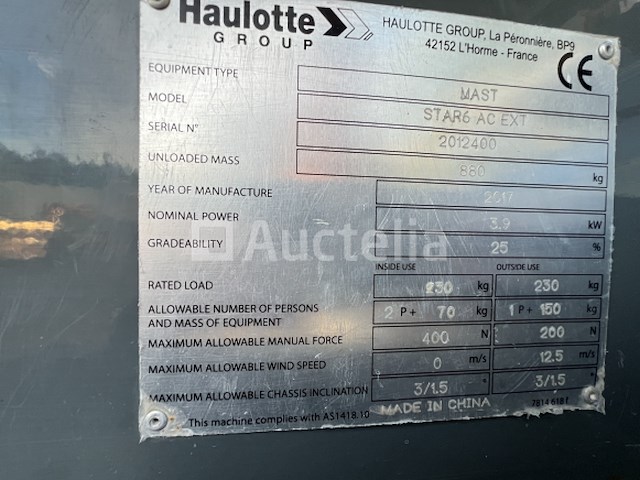 Haulotte
GROUP
HAULOTTE GROUP, La Péronnière, BP9
42152 L'Horme - France
CE
EQUIPMENT TYPE MAST
MODEL STAR6 AC EXT
SERIAL N° 2012400
UNLOADED MASS 880 kg
YEAR OF MANUFACTURE 2017
NOMINAL POWER 3.9 kW
GRADEABILITY 25 %
INSIDE USE OUTSIDE USE
RATED LOAD 230 kg 230 kg
ALLOWABLE NUMBER OF PERSONS
AND MASS OF EQUIPMENT 2 P + 70 kg 1 P + 150 kg
MAXIMUM ALLOWABLE MANUAL FORCE 400 N 200 N
MAXIMUM ALLOWABLE WIND SPEED 0 m/s 12.5 m/s
MAXIMUM ALLOWABLE CHASSIS INCLINATION 3/1.5 ° 3/1.5 °
MADE IN CHINA
This machine complies with AS1418.10
Auctelia